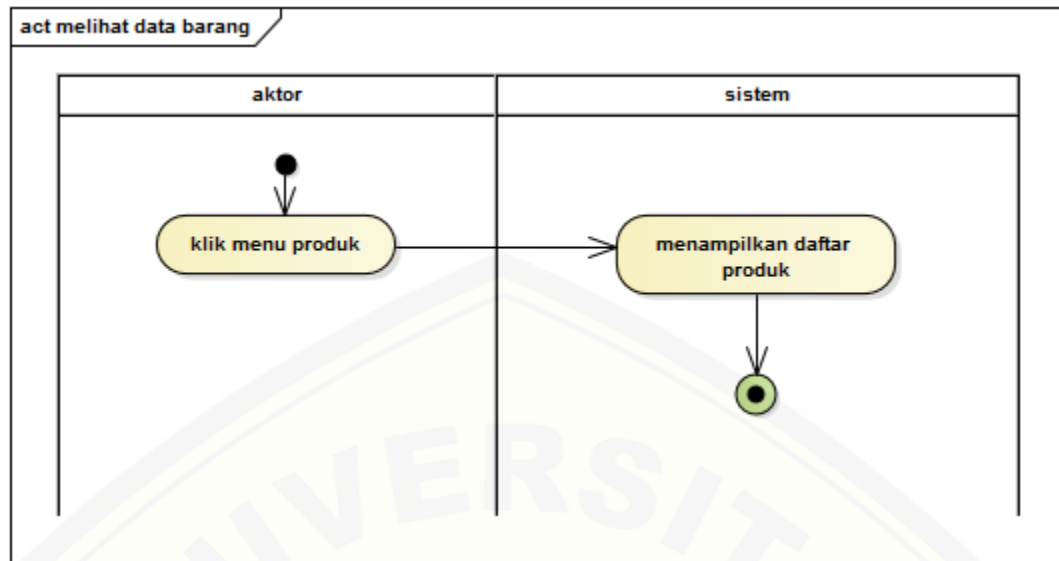 act melihat data barang
aktor
sistem
klik menu produk
menampilkan daftar
produk